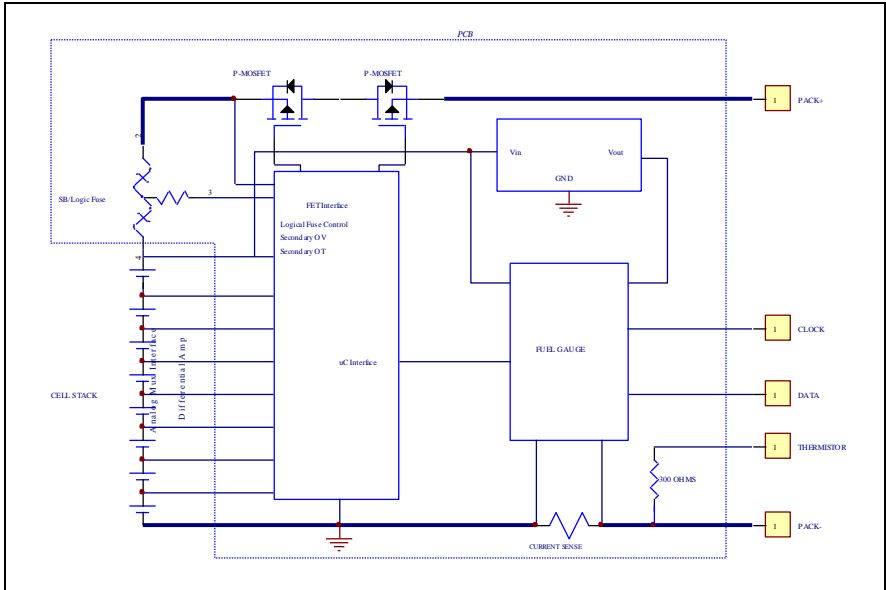 PCB
P-MOSFET
P-MOSFET
1
PACK+
2
Vin
Vout
GND
3
SB/Logic Fuse
FET Interface
Logical Fuse Control
Secondary OV
Secondary OT
4
1
CLOCK
FUEL GAUGE
uC Interface
Analog Mux Interface
Differential Amp
CELL STACK
1
DATA
1
THERMISTOR
300 OHMS
1
PACK-
CURRENT SENSE